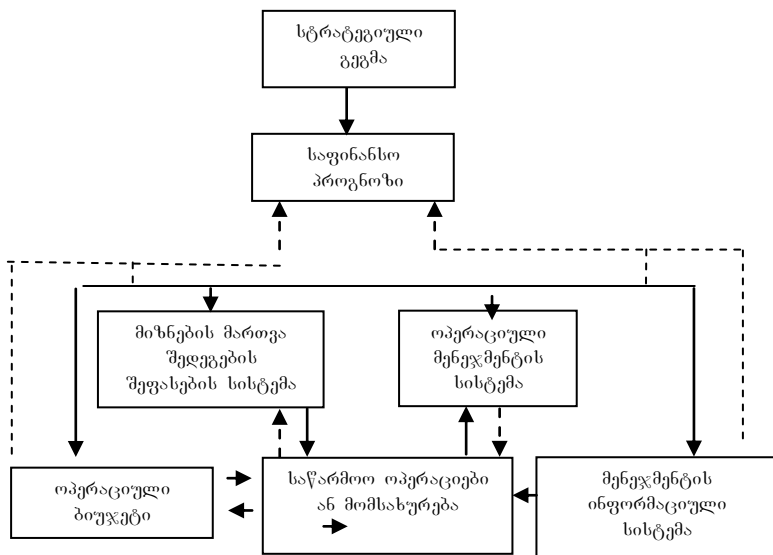 სტრატეგიული
გეგმა
საფინანსო
პროგნოზი
მიზნების მართვა
შედეგების
შეფასების სისტემა
ოპერაციული
მენეჯმენტის
სისტემა
ოპერაციული
ბიუჯეტი
საწარმოო ოპერაციები
ან მომსახურება
მენეჯმენტის
ინფორმაციული
სისტემა